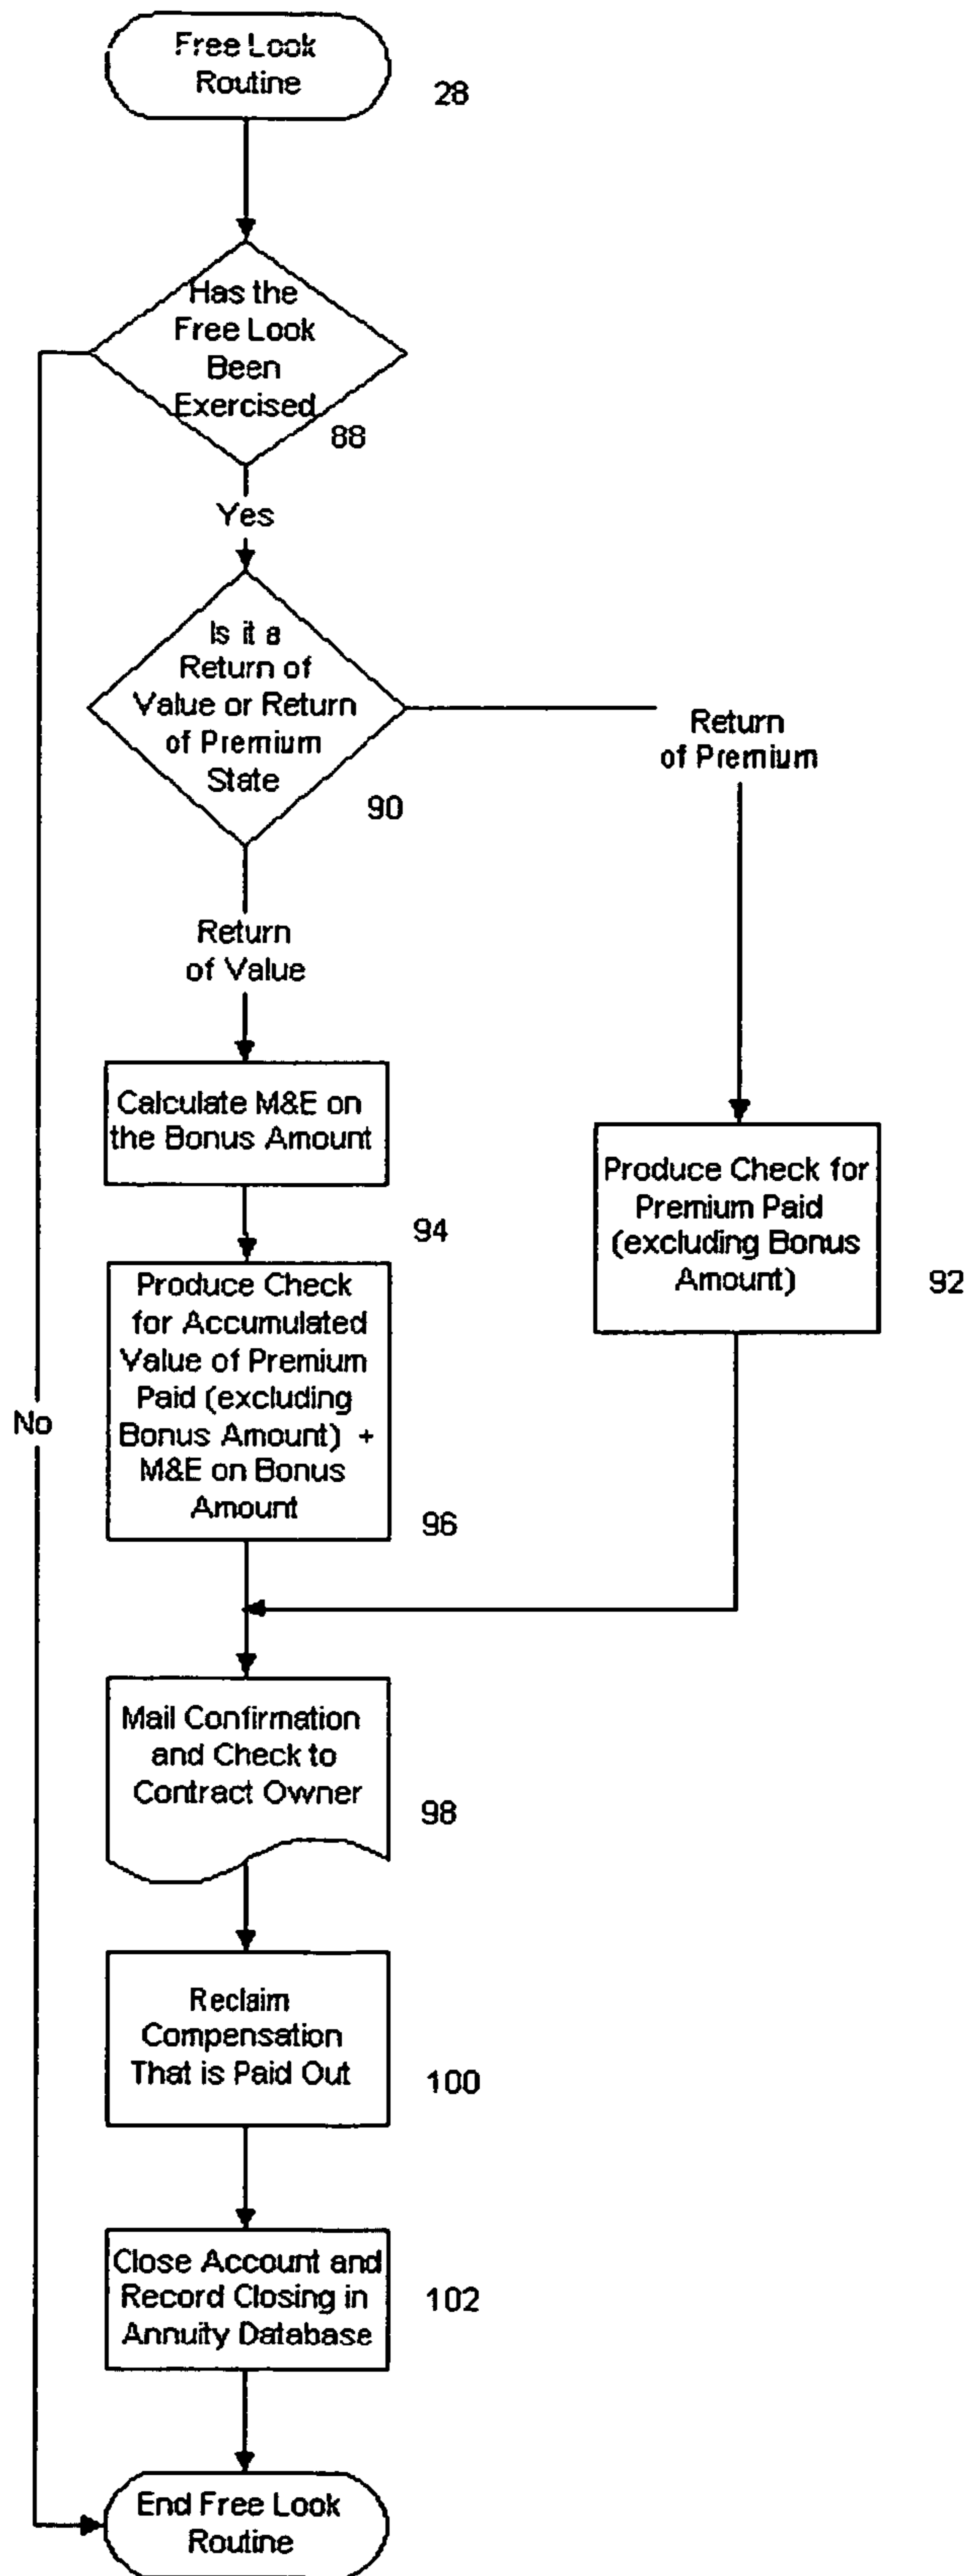 Free Look
Routine
28
Has the
Free Look
Been
Exercised
88
Yes
Is it a
Return of
Value or Return
of Premium
State
90
Return
of Premium
Return
of Value
Calculate M&E on
the Bonus Amount
94
Produce Check for
Premium Paid
(excluding Bonus
Amount)
92
Produce Check
for Accumulated
Value of Premium
Paid (excluding
Bonus Amount) +
M&E on Bonus
Amount
96
No
Mail Confirmation
and Check to
Contract Owner
98
Reclaim
Compensation
That is Paid Out
100
Close Account and
Record Closing in
Annuity Database
102
End Free Look
Routine